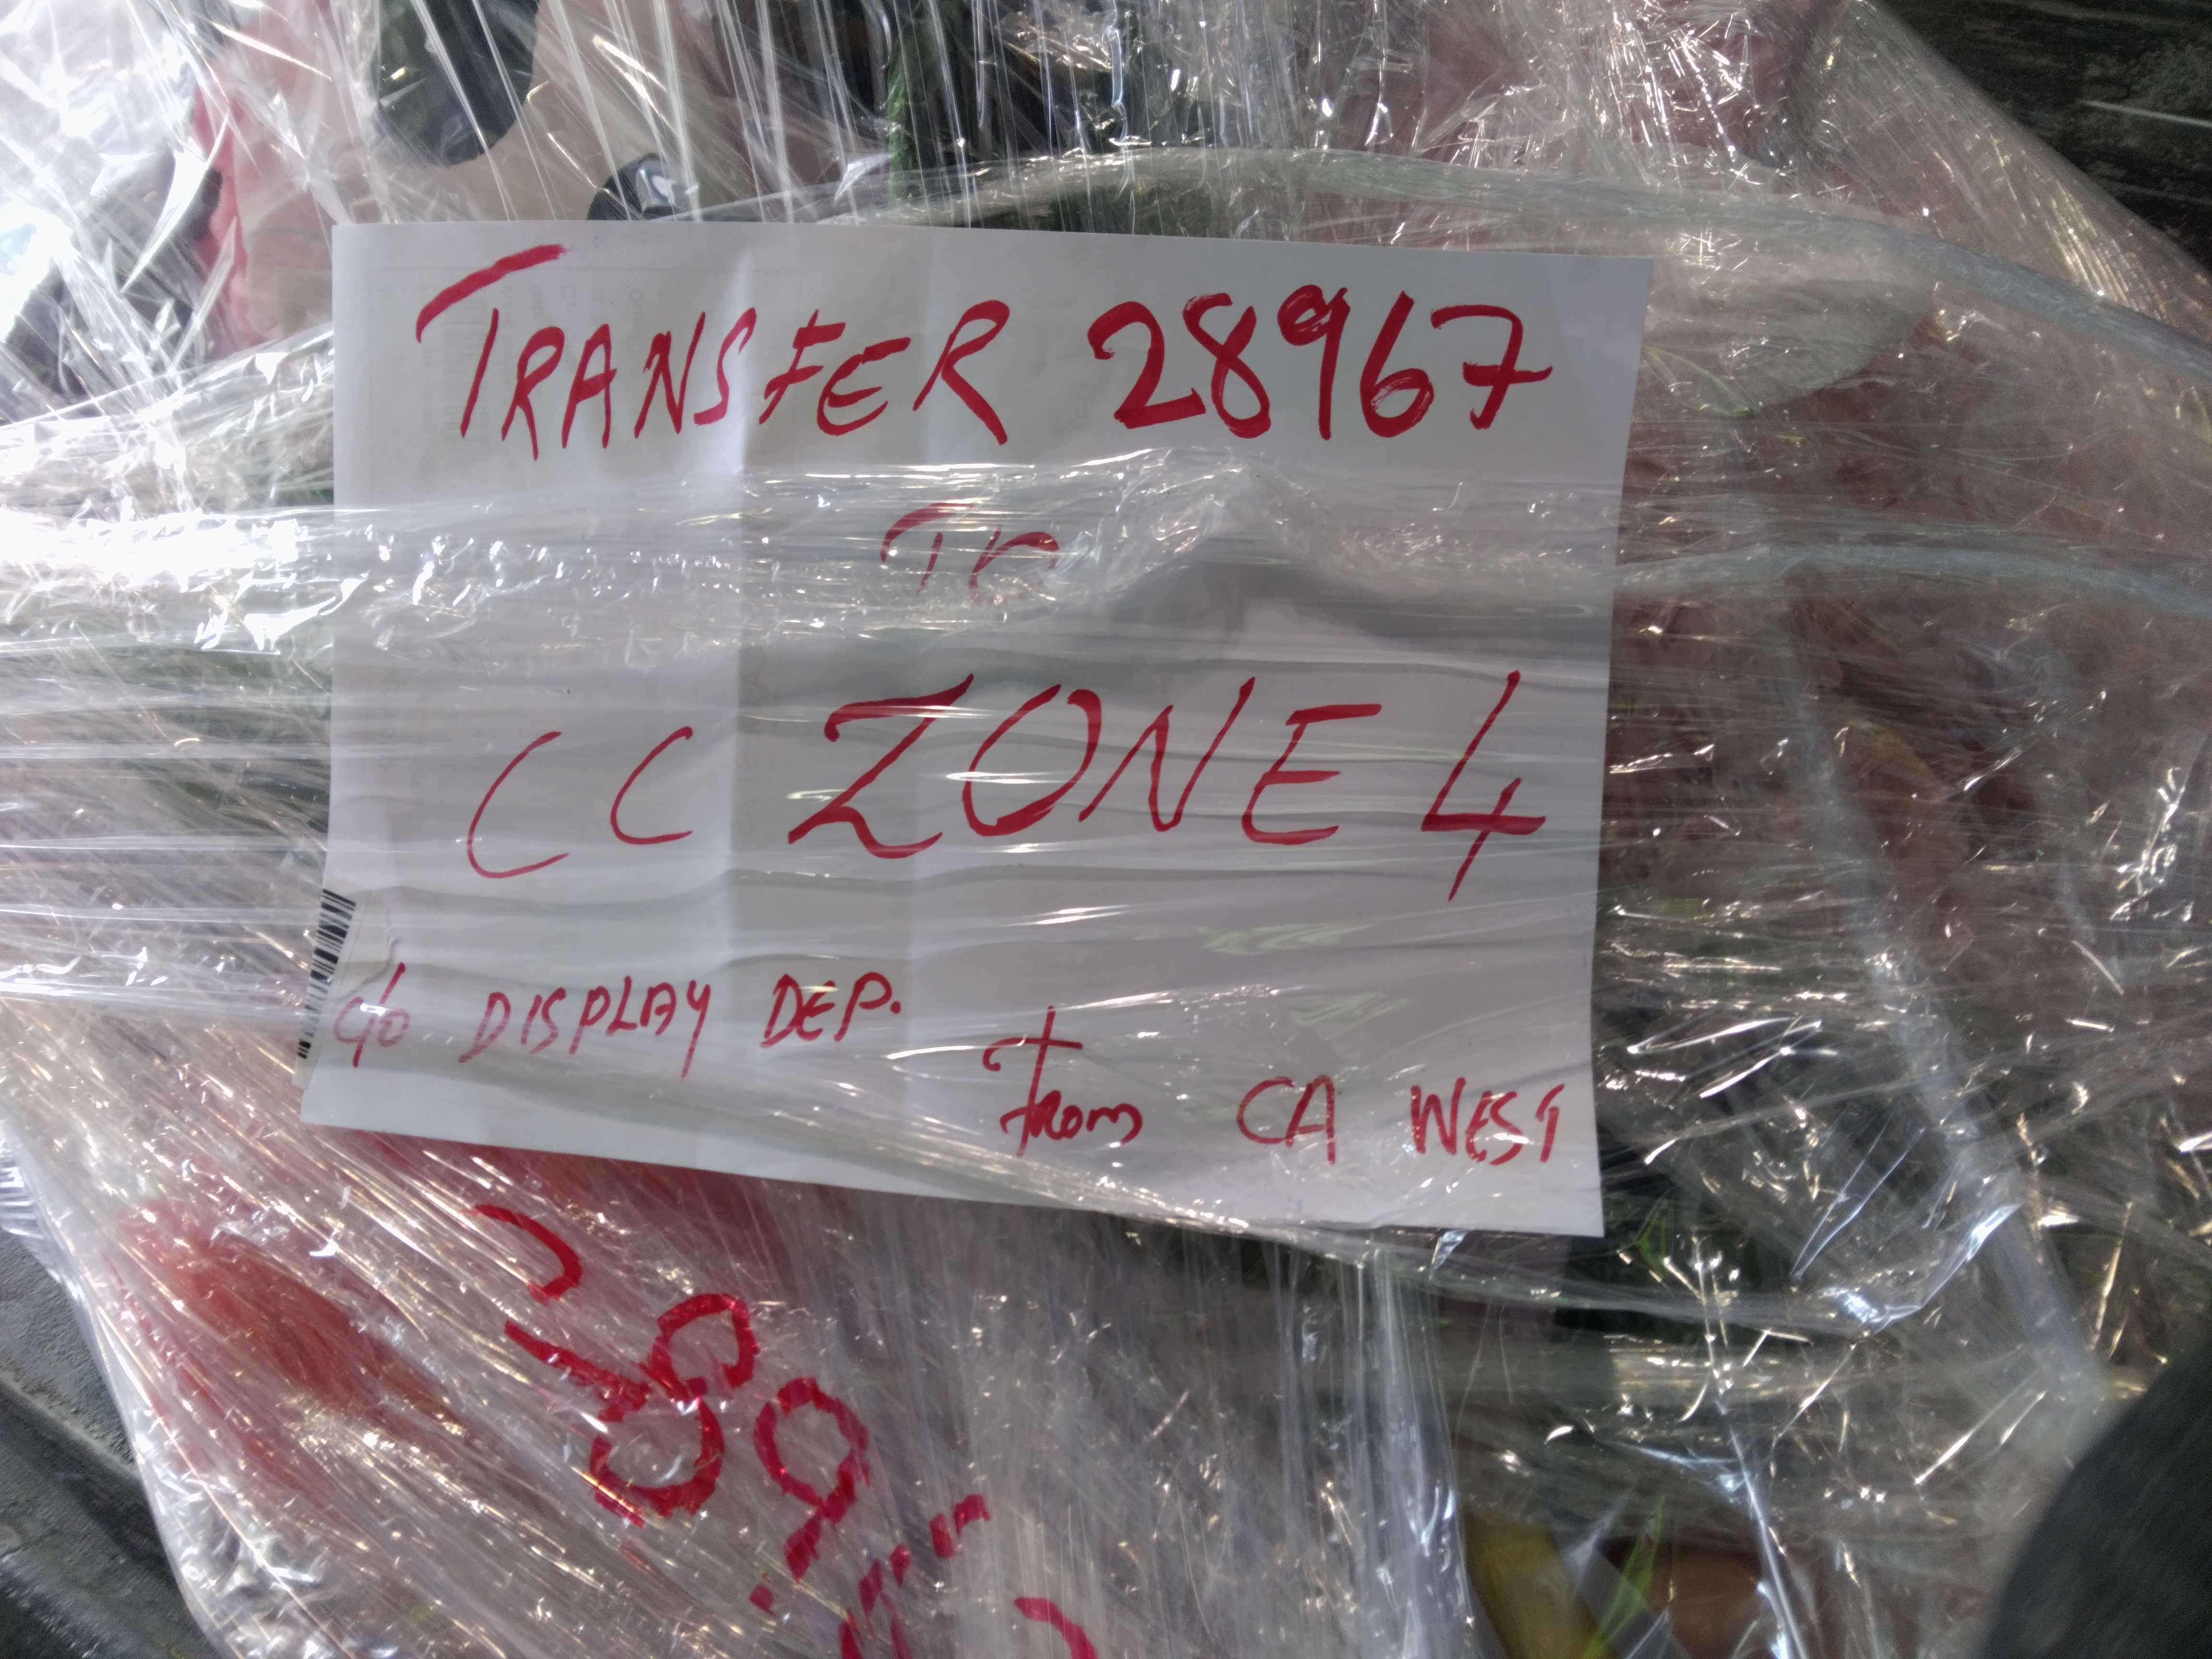 TRANSFER 28967
To
CC ZONE 4
c/o DISPLAY DEP.
from CA WEST